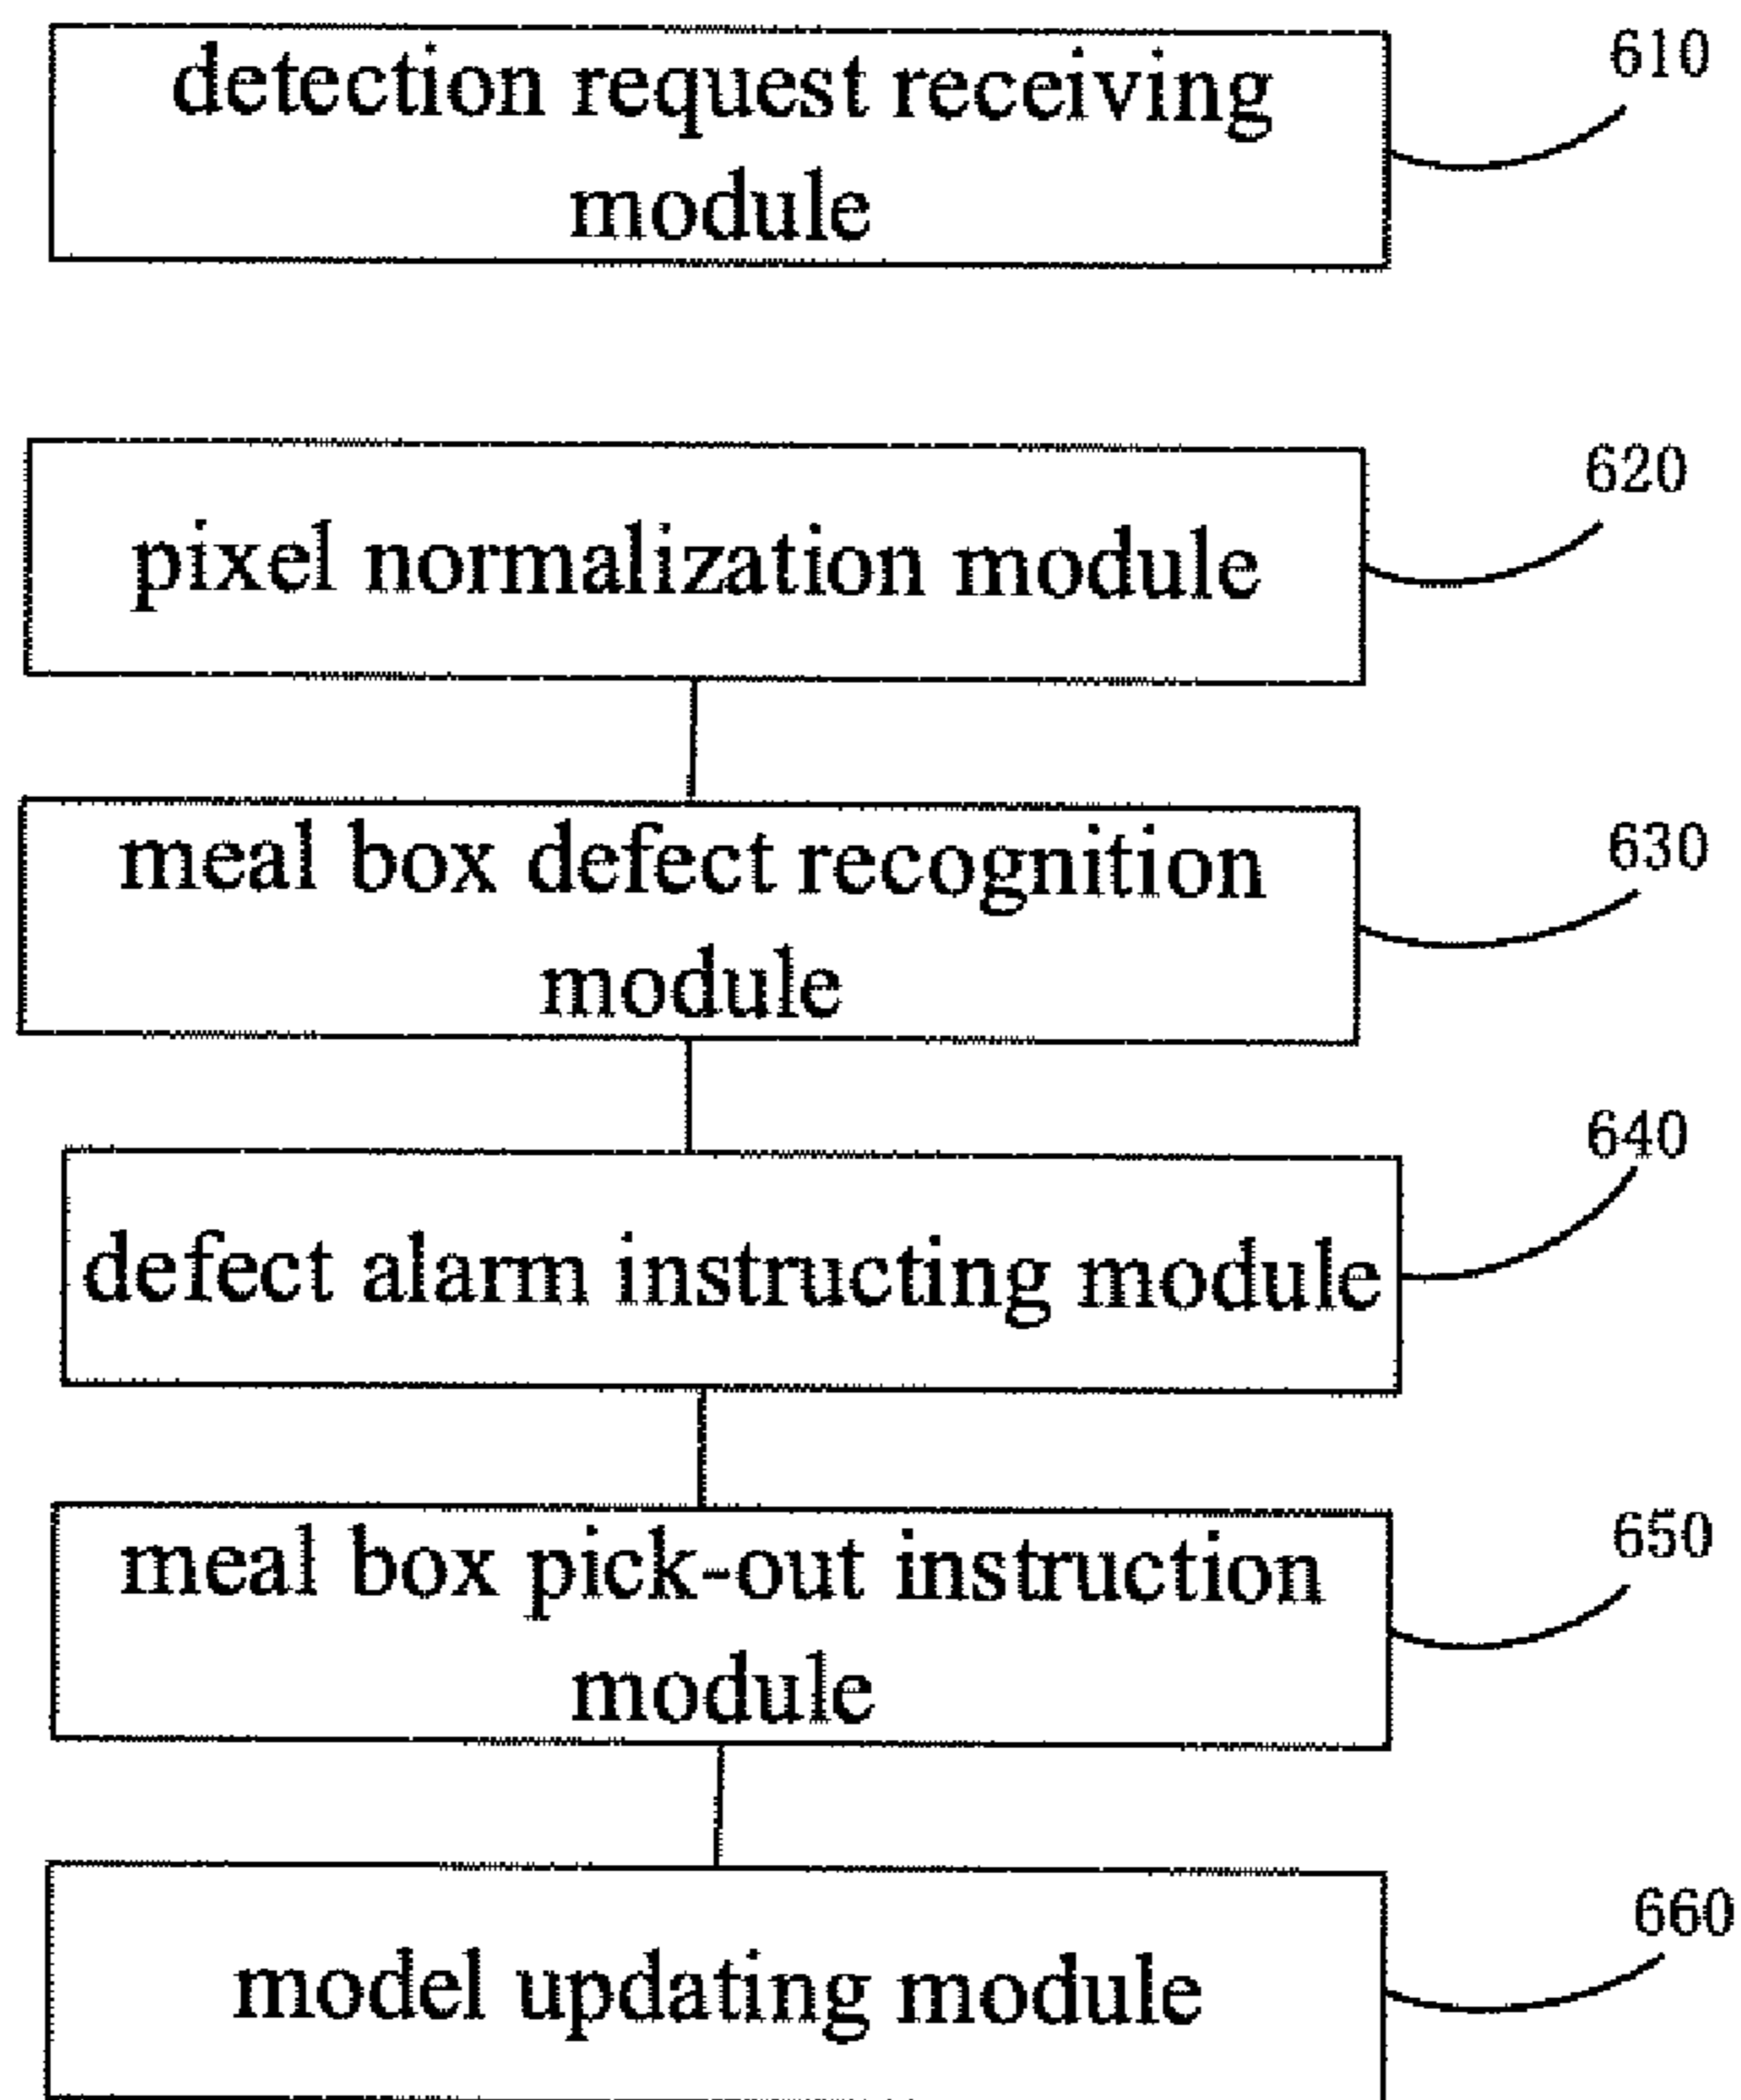 detection request receiving
module
610
pixel normalization module
620
meal box defect recognition
module
630
defect alarm instructing module
640
meal box pick-out instruction
module
650
model updating module
660